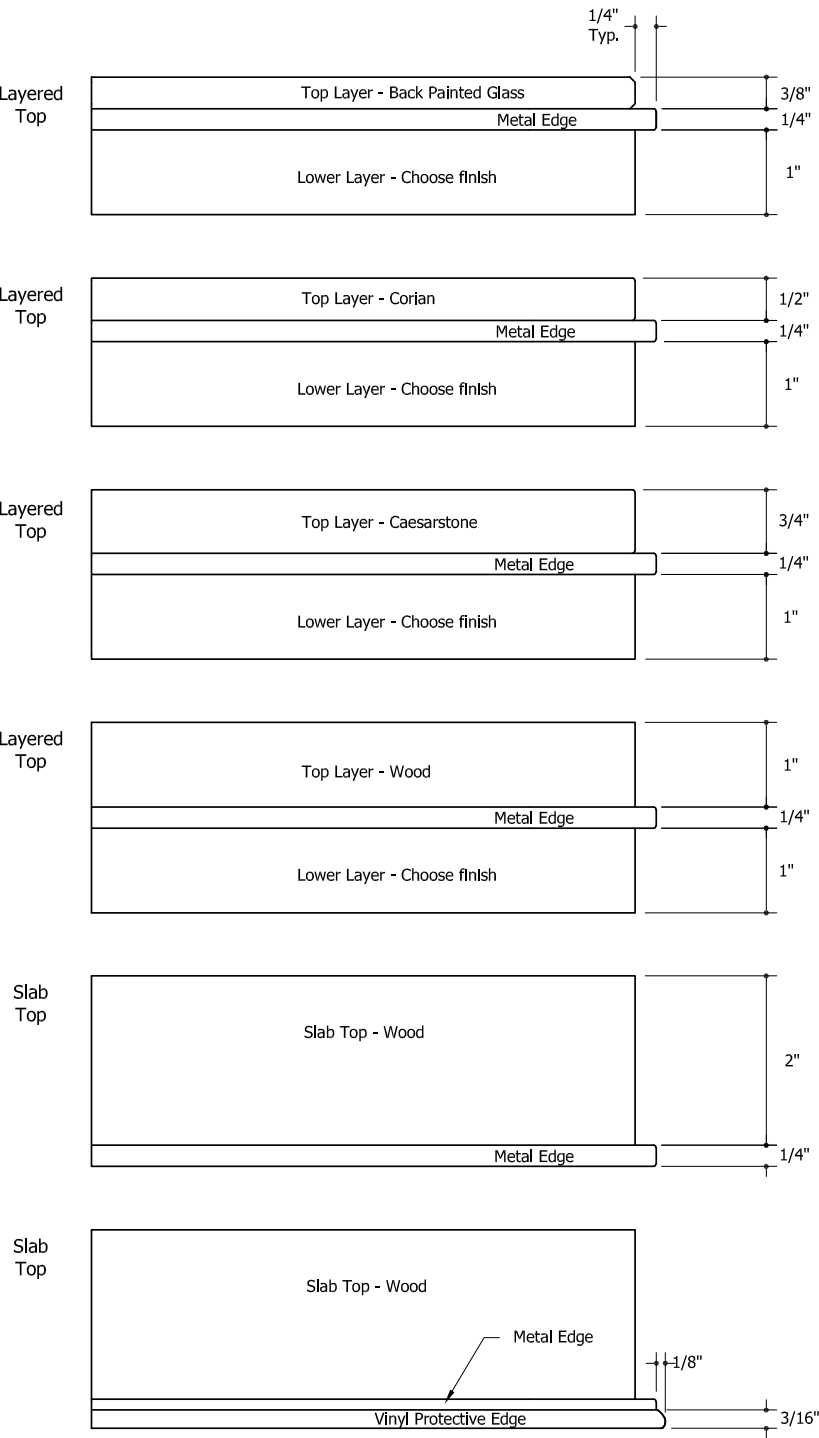 1/4"
Typ.
Layered
Top
Top Layer - Back Painted Glass
3/8"
Metal Edge
1/4"
Lower Layer - Choose finish
1"
Layered
Top
Top Layer - Corian
1/2"
Metal Edge
1/4"
Lower Layer - Choose finish
1"
Layered
Top
Top Layer - Caesarstone
3/4"
Metal Edge
1/4"
Lower Layer - Choose finish
1"
Layered
Top
Top Layer - Wood
1"
Metal Edge
1/4"
Lower Layer - Choose finish
1"
Slab
Top
Slab Top - Wood
2"
Metal Edge
1/4"
Slab
Top
Slab Top - Wood
Metal Edge
1/8"
Vinyl Protective Edge
3/16"